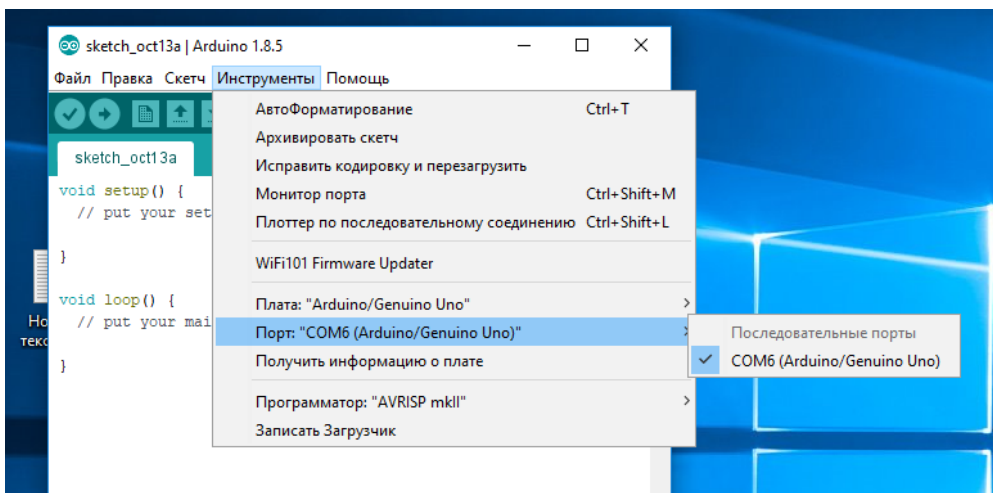 sketch_oct13a | Arduino 1.8.5
Файл Правка Скетч Инструменты Помощь
АвтоФорматирование Ctrl+T
Архивировать скетч
sketch_oct13a
Исправить кодировку и перезагрузить
void setup() {
Монитор порта Ctrl+Shift+M
// put your set
Плоттер по последовательному соединению Ctrl+Shift+L
}
WiFi101 Firmware Updater
void loop() {
Плата: "Arduino/Genuino Uno"
// put your mai
Порт: "COM6 (Arduino/Genuino Uno)"
Последовательные порты
Получить информацию о плате
COM6 (Arduino/Genuino Uno)
}
Программатор: "AVRISP mkII"
Записать Загрузчик